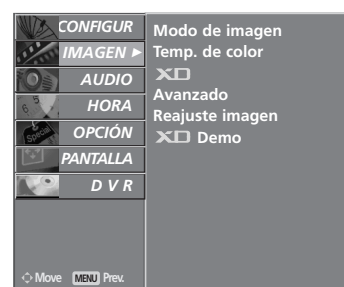 CONFIGUR
IMAGEN ►
AUDIO
HORA
OPCIÓN
PANTALLA
D V R
Modo de imagen
Temp. de color
XD
Avanzado
Reajuste imagen
XD Demo
Special
Move MENU Prev.